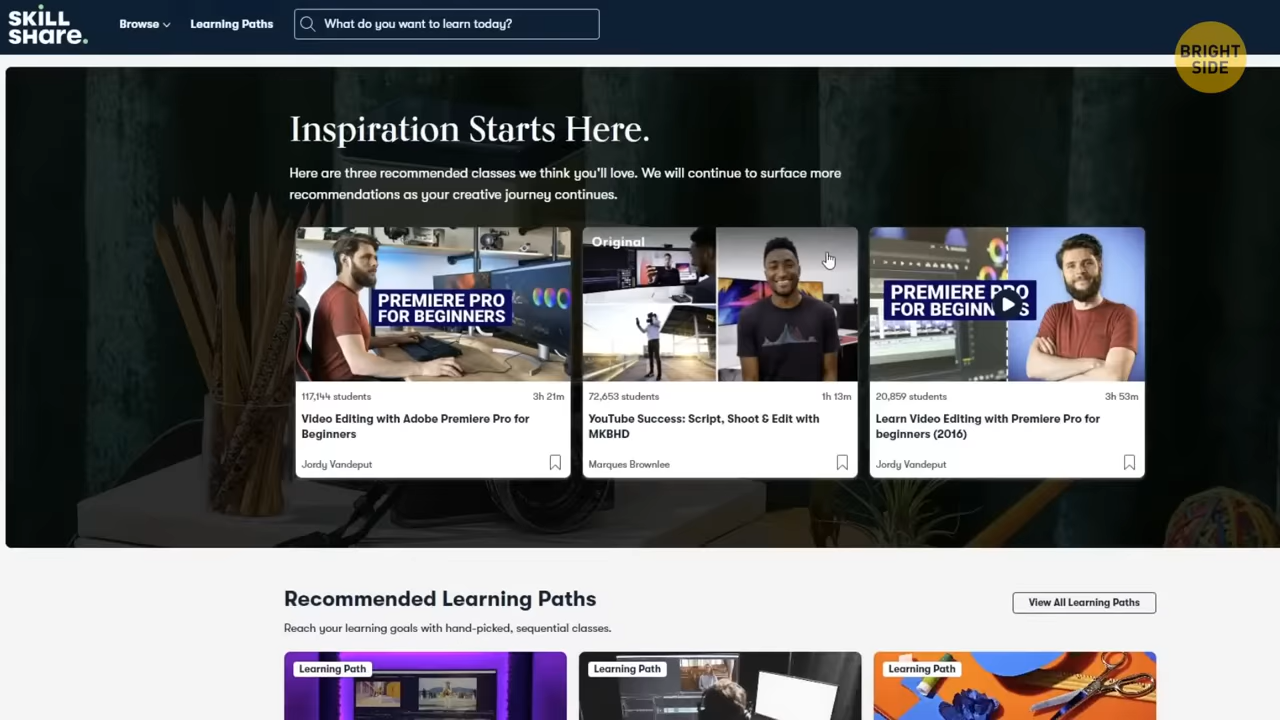 SKILL
SHare.
Browse
Learning Paths
What do you want to learn today?
BRIGHT
SIDE
Inspiration Starts Here.
Here are three recommended classes we think you'll love. We will continue to surface more
recommendations as your creative journey continues.
PREMIERE PRO
FOR BEGINNERS
117,144 students
3h 21m
Video Editing with Adobe Premiere Pro for
Beginners
Jordy Vandeput
Original
72,653 students
1h 13m
YouTube Success: Script, Shoot & Edit with
MKBHD
Marques Brownlee
PREMIERE PRO
FOR BEGINNERS
20,859 students
3h 53m
Learn Video Editing with Premiere Pro for
beginners (2016)
Jordy Vandeput
Recommended Learning Paths
View All Learning Paths
Reach your learning goals with hand-picked, sequential classes.
Learning Path
Learning Path
Learning Path